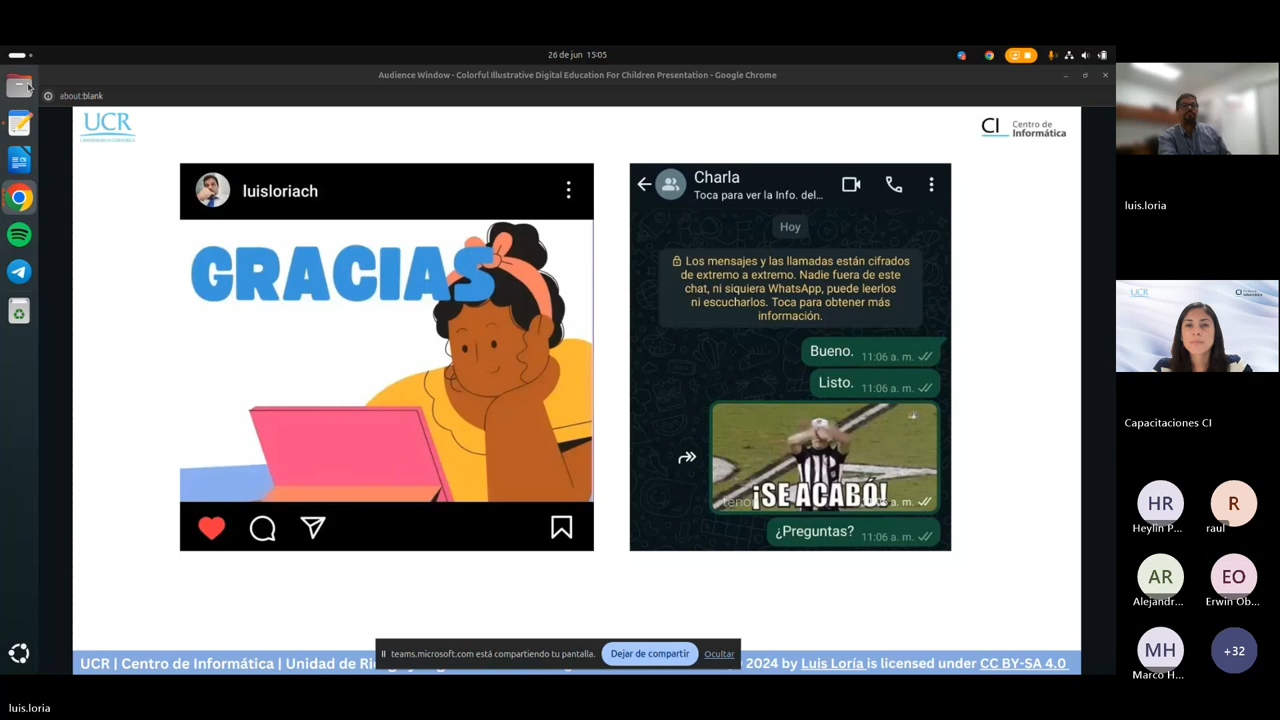 26 de jun 15:05
Audience Window - Colorful Illustrative Digital Education For Children Presentation - Google Chrome
about:blank
UCR
CI Centro de Informática
luisloriach
GRACIAS
Charla
Toca para ver la Info. del...
Hoy
Los mensajes y las llamadas están cifrados
de extremo a extremo. Nadie fuera de este
chat, ni siquiera WhatsApp, puede leerlos
ni escucharlos. Toca para obtener más
información.
Bueno. 11:06 a. m.
Listo. 11:06 a. m.
¡SE ACABÓ!
¿Preguntas? 11:06 a. m.
teams.microsoft.com está compartiendo tu pantalla. Dejar de compartir Ocultar
UCR | Centro de Informática | Unidad de 2024 by Luis Loría is licensed under CC BY-SA 4.0
luis.loria
UCR
Capacitaciones CI
HR R
Heylin P... raul
AR EO
Alejandr... Erwin Ob...
MH +32
Marco H...
luis.loria